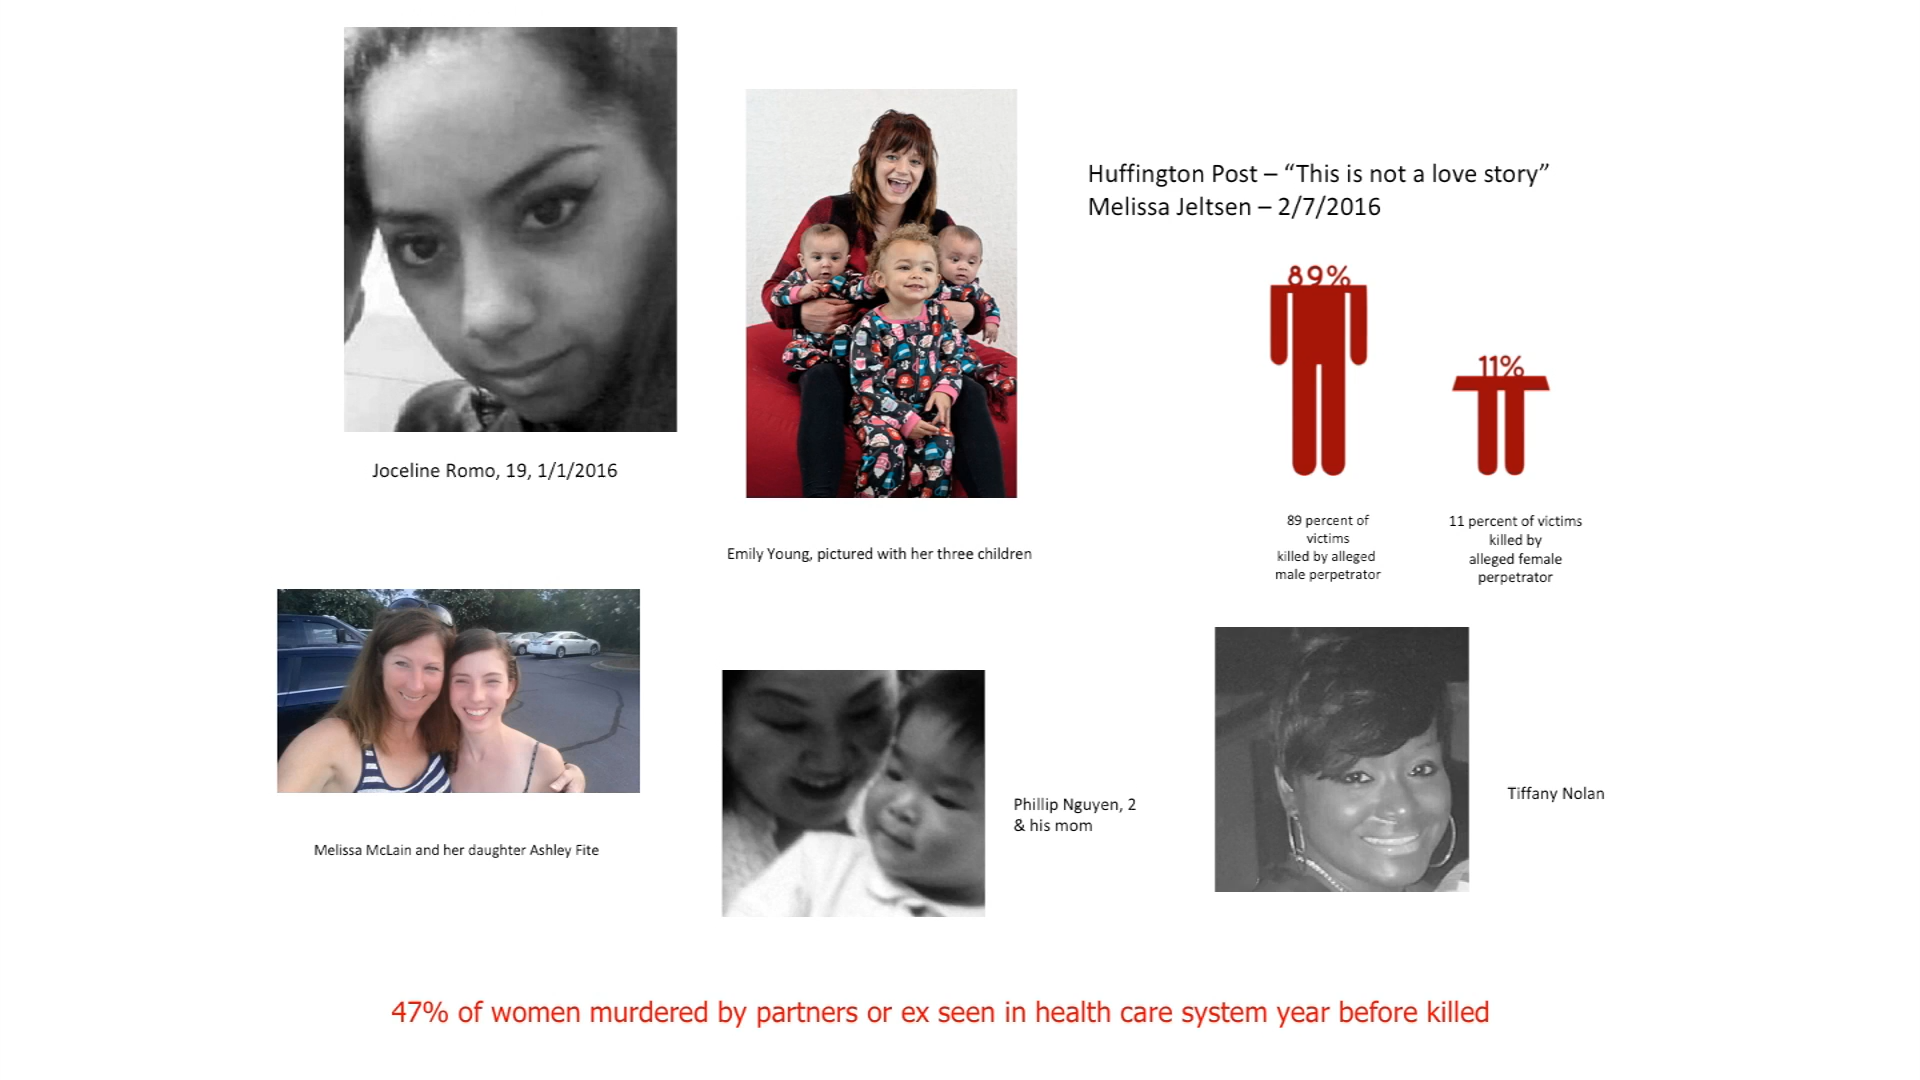 Huffington Post – “This is not a love story”
Melissa Jeltsen – 2/7/2016
89%
11%
Joceline Romo, 19, 1/1/2016
89 percent of
victims
killed by alleged
male perpetrator
11 percent of victims
killed by
alleged female
perpetrator
Emily Young, pictured with her three children
Melissa McLain and her daughter Ashley Fite
Phillip Nguyen, 2
& his mom
Tiffany Nolan
47% of women murdered by partners or ex seen in health care system year before killed